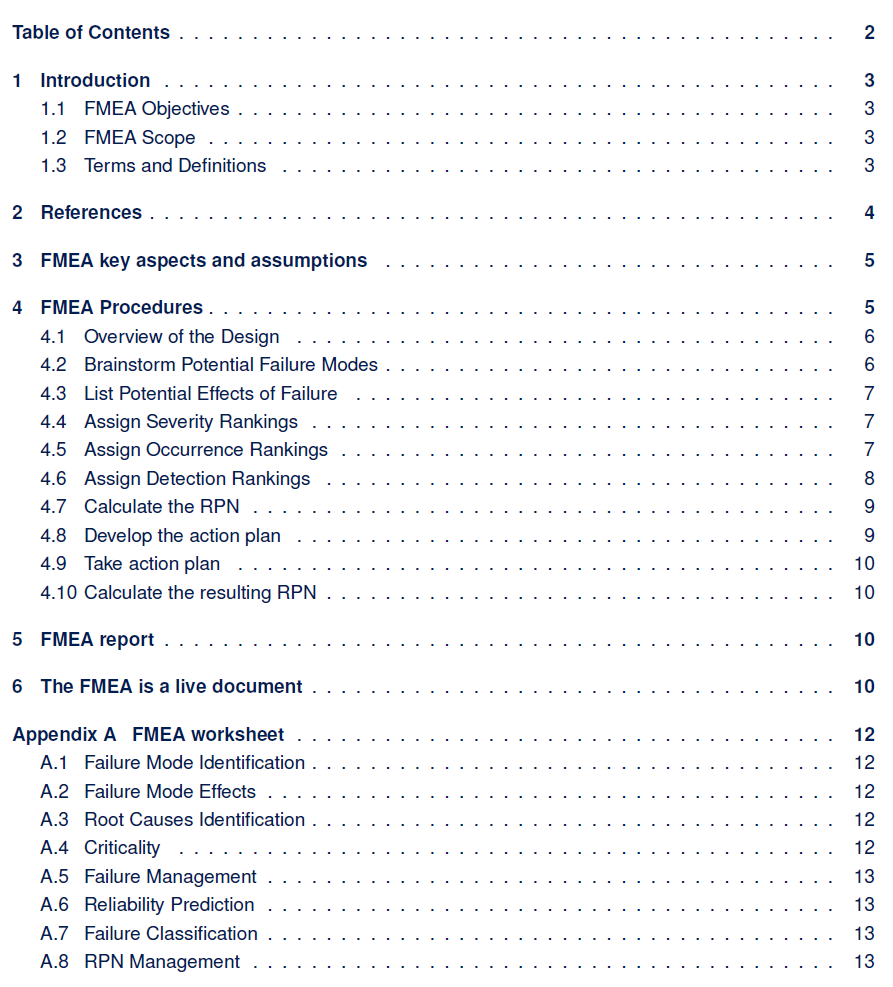 Table of Contents . . . . . . . . . . . . . . . . . . . . . . . . . . . . . . . . . . . . . . . . . . . . . 2
1 Introduction . . . . . . . . . . . . . . . . . . . . . . . . . . . . . . . . . . . . . . . . . . . . . . 3
1.1 FMEA Objectives . . . . . . . . . . . . . . . . . . . . . . . . . . . . . . . . . . . . . . . . . 3
1.2 FMEA Scope . . . . . . . . . . . . . . . . . . . . . . . . . . . . . . . . . . . . . . . . . . . 3
1.3 Terms and Definitions . . . . . . . . . . . . . . . . . . . . . . . . . . . . . . . . . . . . . . 3
2 References . . . . . . . . . . . . . . . . . . . . . . . . . . . . . . . . . . . . . . . . . . . . . . . 4
3 FMEA key aspects and assumptions . . . . . . . . . . . . . . . . . . . . . . . . . . . . . . . 5
4 FMEA Procedures . . . . . . . . . . . . . . . . . . . . . . . . . . . . . . . . . . . . . . . . . . . 5
4.1 Overview of the Design . . . . . . . . . . . . . . . . . . . . . . . . . . . . . . . . . . . . . 6
4.2 Brainstorm Potential Failure Modes . . . . . . . . . . . . . . . . . . . . . . . . . . . . . . . 6
4.3 List Potential Effects of Failure . . . . . . . . . . . . . . . . . . . . . . . . . . . . . . . . . 7
4.4 Assign Severity Rankings . . . . . . . . . . . . . . . . . . . . . . . . . . . . . . . . . . . . 7
4.5 Assign Occurrence Rankings . . . . . . . . . . . . . . . . . . . . . . . . . . . . . . . . . . 7
4.6 Assign Detection Rankings . . . . . . . . . . . . . . . . . . . . . . . . . . . . . . . . . . . 8
4.7 Calculate the RPN . . . . . . . . . . . . . . . . . . . . . . . . . . . . . . . . . . . . . . . . 9
4.8 Develop the action plan . . . . . . . . . . . . . . . . . . . . . . . . . . . . . . . . . . . . . 9
4.9 Take action plan . . . . . . . . . . . . . . . . . . . . . . . . . . . . . . . . . . . . . . . . . 10
4.10 Calculate the resulting RPN . . . . . . . . . . . . . . . . . . . . . . . . . . . . . . . . . . . 10
5 FMEA report . . . . . . . . . . . . . . . . . . . . . . . . . . . . . . . . . . . . . . . . . . . . . . 10
6 The FMEA is a live document . . . . . . . . . . . . . . . . . . . . . . . . . . . . . . . . . . . . 10
Appendix A FMEA worksheet . . . . . . . . . . . . . . . . . . . . . . . . . . . . . . . . . . . . . 12
A.1 Failure Mode Identification . . . . . . . . . . . . . . . . . . . . . . . . . . . . . . . . . . . . 12
A.2 Failure Mode Effects . . . . . . . . . . . . . . . . . . . . . . . . . . . . . . . . . . . . . . . 12
A.3 Root Causes Identification . . . . . . . . . . . . . . . . . . . . . . . . . . . . . . . . . . . . 12
A.4 Criticality . . . . . . . . . . . . . . . . . . . . . . . . . . . . . . . . . . . . . . . . . . . . . 12
A.5 Failure Management . . . . . . . . . . . . . . . . . . . . . . . . . . . . . . . . . . . . . . . 13
A.6 Reliability Prediction . . . . . . . . . . . . . . . . . . . . . . . . . . . . . . . . . . . . . . . 13
A.7 Failure Classification . . . . . . . . . . . . . . . . . . . . . . . . . . . . . . . . . . . . . . . 13
A.8 RPN Management . . . . . . . . . . . . . . . . . . . . . . . . . . . . . . . . . . . . . . . . 13